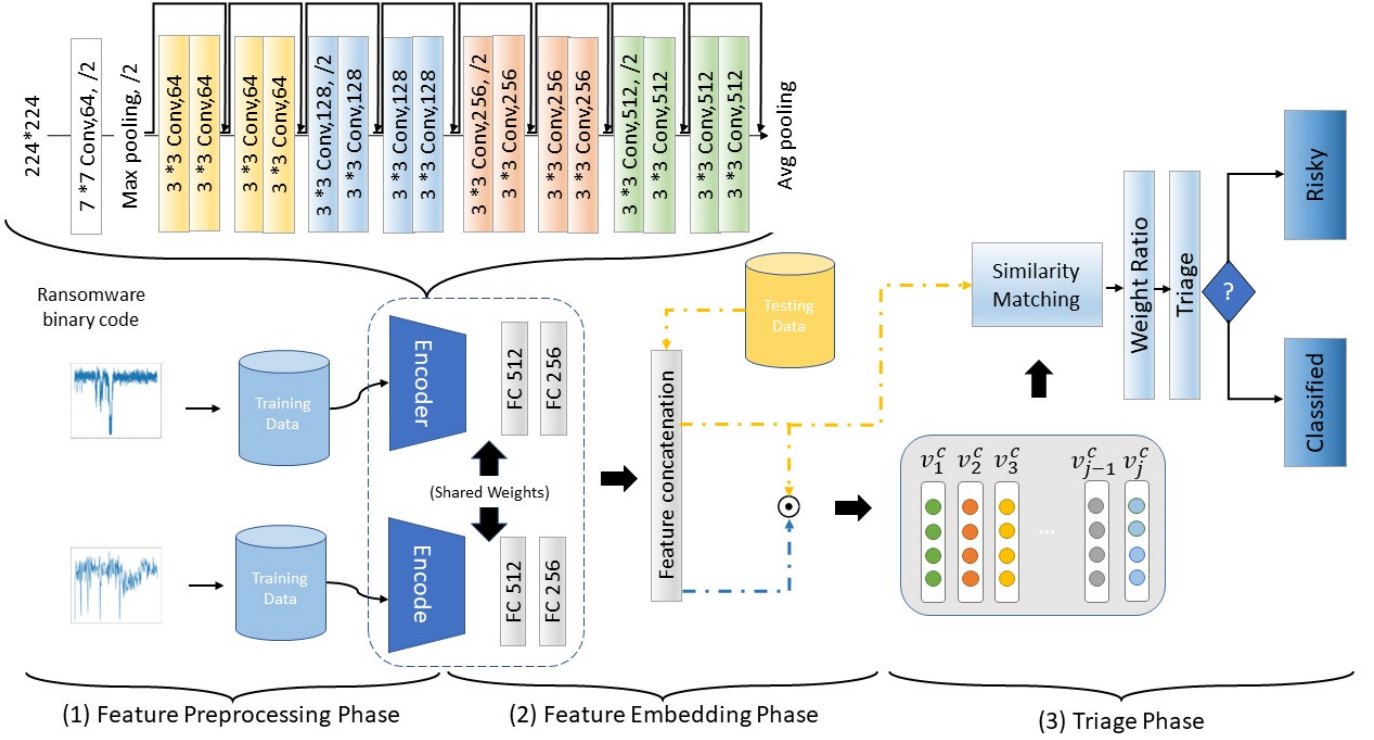 224*224
7 *7 Conv,64, /2
Max pooling, /2
3 *3 Conv,64
3 *3 Conv,64
3 *3 Conv,64
3 *3 Conv,64
3 *3 Conv,128, /2
3 *3 Conv,128
3 *3 Conv,128
3 *3 Conv,128
3 *3 Conv,256, /2
3 *3 Conv,256
3 *3 Conv,256
3 *3 Conv,256
3 *3 Conv,512, /2
3 *3 Conv,512
3 *3 Conv,512
3 *3 Conv,512
Avg pooling
Ransomware
binary code
Training
Data
Encoder
FC 512
FC 256
(Shared Weights)
Training
Data
Encode
FC 512
FC 256
Feature concatenation
Testing
Data
Similarity
Matching
Weight Ratio
Triage
?
Risky
Classified
v_1^c v_2^c v_3^c v_{j-1}^c v_j^c
...
(1) Feature Preprocessing Phase
(2) Feature Embedding Phase
(3) Triage Phase